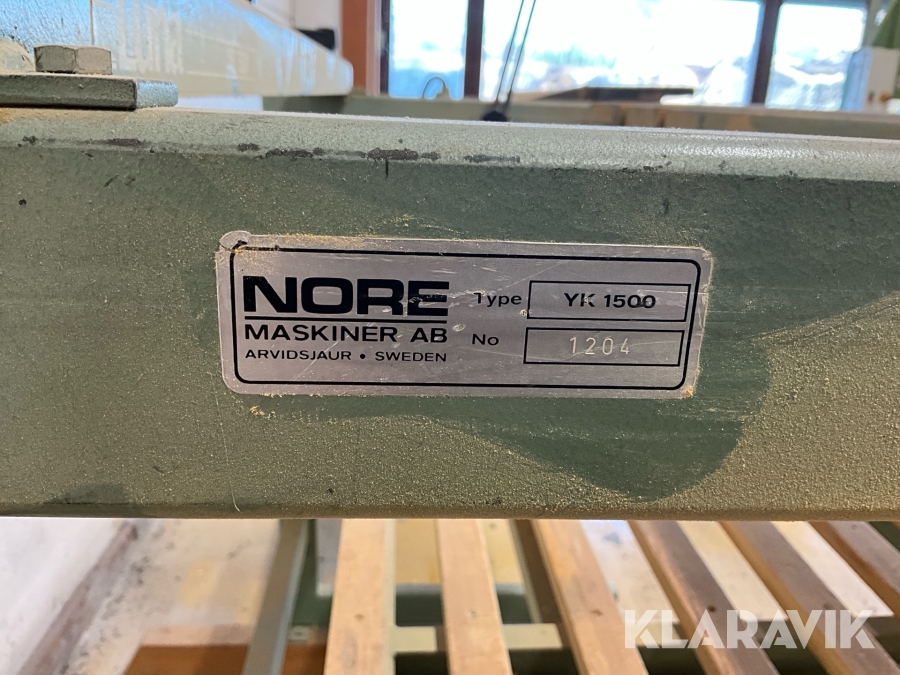 NORE
MASKINER AB
ARVIDSJAUR • SWEDEN
Type YK 1500
No 1204
KLARAVIK